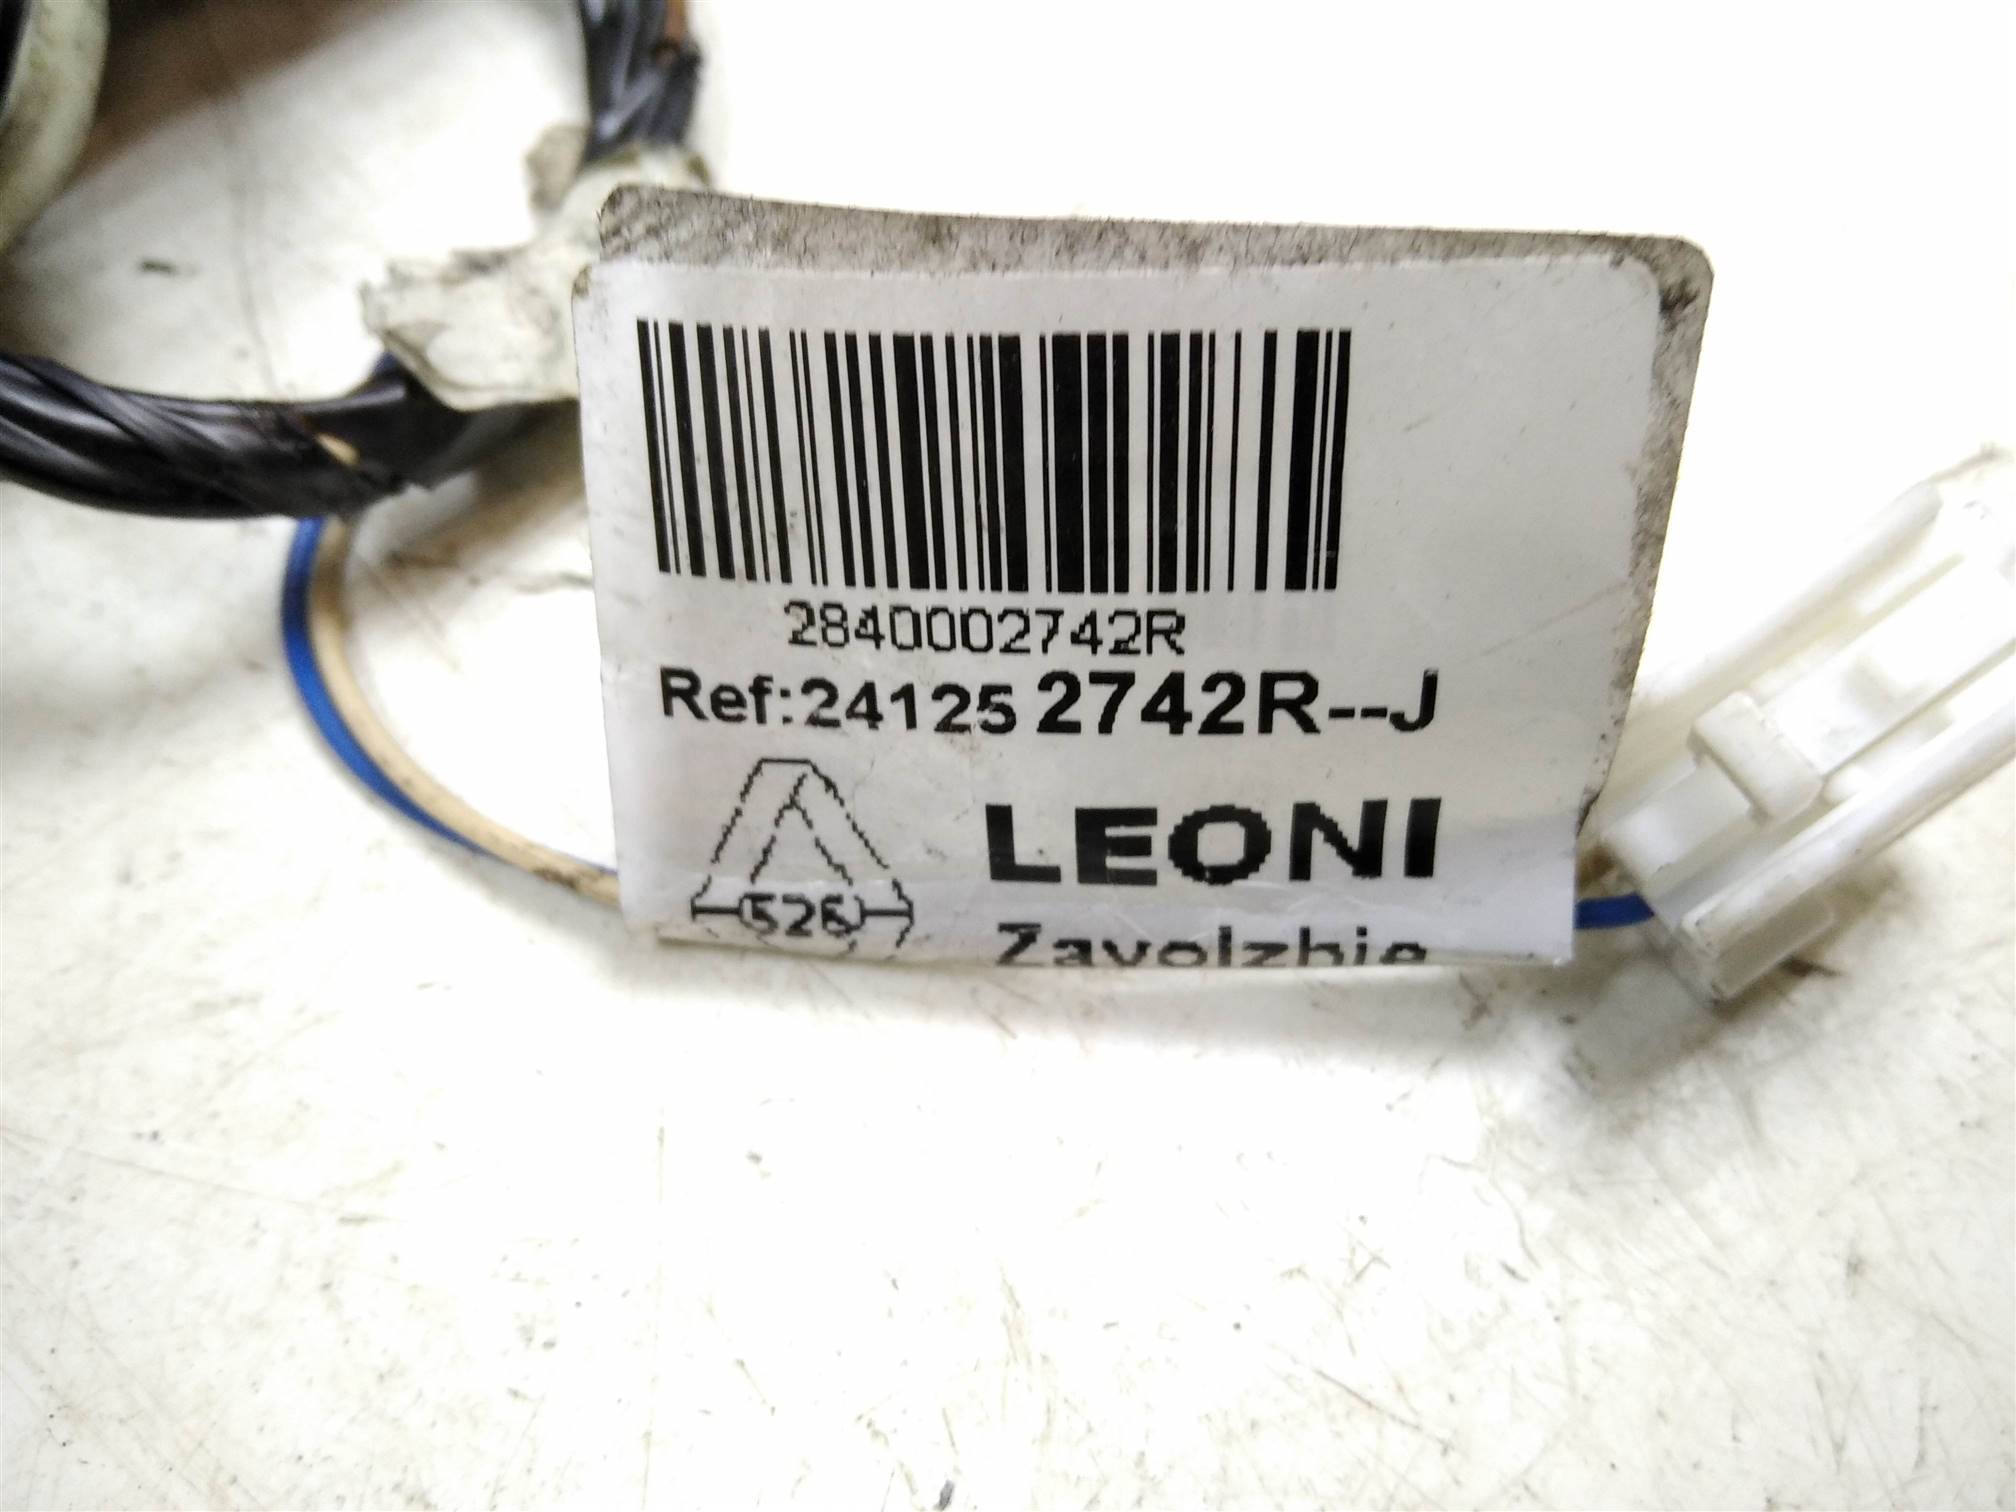 2840002742R
Ref:24125 2742R--J
LEONI
526
Zavolzhie